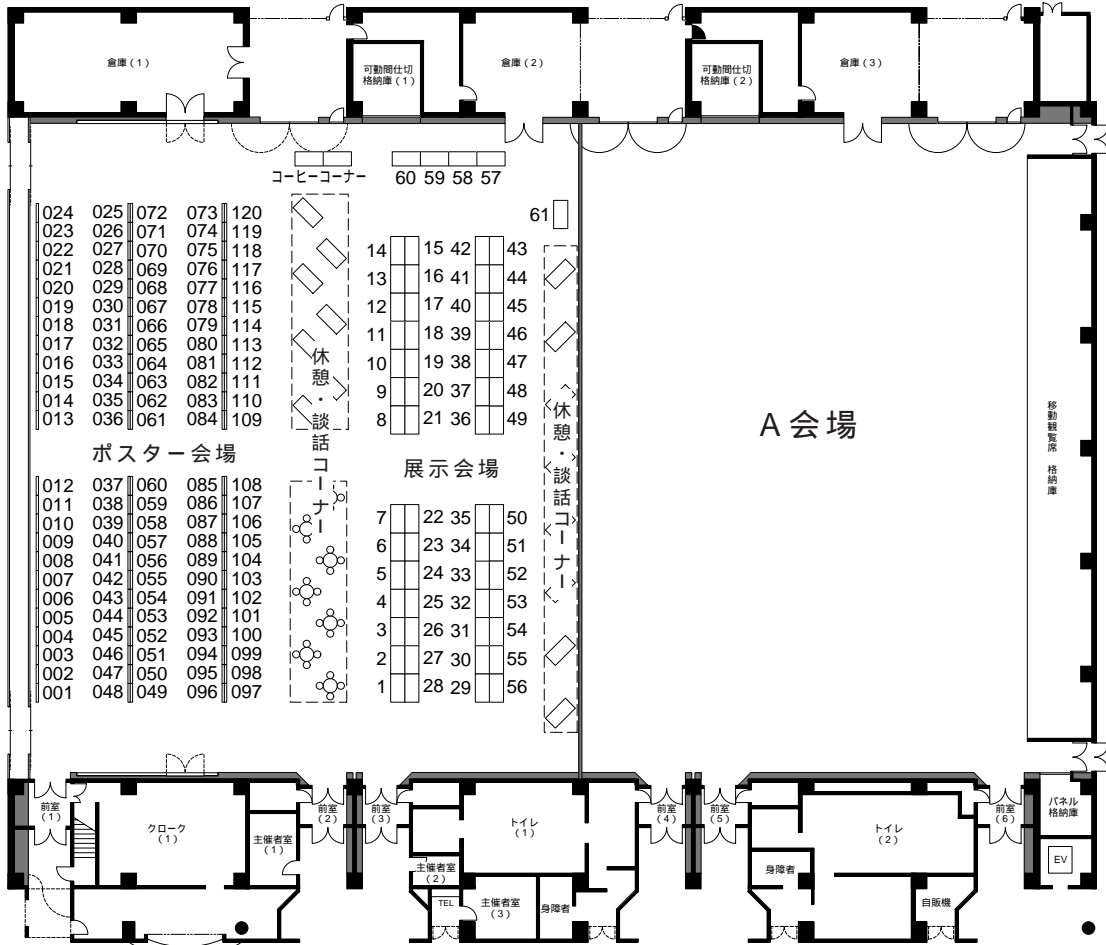 倉庫(1)
可動間仕切
格納庫(1)
倉庫(2)
可動間仕切
格納庫(2)
倉庫(3)
コーヒーコーナー
60 59 58 57
61
024 025 072 073 120
023 026 071 074 119
022 027 070 075 118
021 028 069 076 117
020 029 068 077 116
019 030 067 078 115
018 031 066 079 114
017 032 065 080 113
016 033 064 081 112
015 034 063 082 111
014 035 062 083 110
013 036 061 084 109
14 15 42 43
13 16 41 44
12 17 40 45
11 18 39 46
10 19 38 47
9 20 37 48
8 21 36 49
休憩・談話コーナー
休憩・談話コーナー
A会場
移動観覧席 格納庫
ポスター会場
展示会場
012 037 060 085 108
011 038 059 086 107
010 039 058 087 106
009 040 057 088 105
008 041 056 089 104
007 042 055 090 103
006 043 054 091 102
005 044 053 092 101
004 045 052 093 100
003 046 051 094 099
002 047 050 095 098
001 048 049 096 097
7 22 35 50
6 23 34 51
5 24 33 52
4 25 32 53
3 26 31 54
2 27 30 55
1 28 29 56
前室
(1)
クローク
(1)
主催者室
(1)
前室
(2)
前室
(3)
トイレ
(1)
主催者室
(2)
TEL
主催者室
(3)
身障者
前室
(4)
前室
(5)
トイレ
(2)
身障者
自販機
前室
(6)
パネル
格納庫
EV